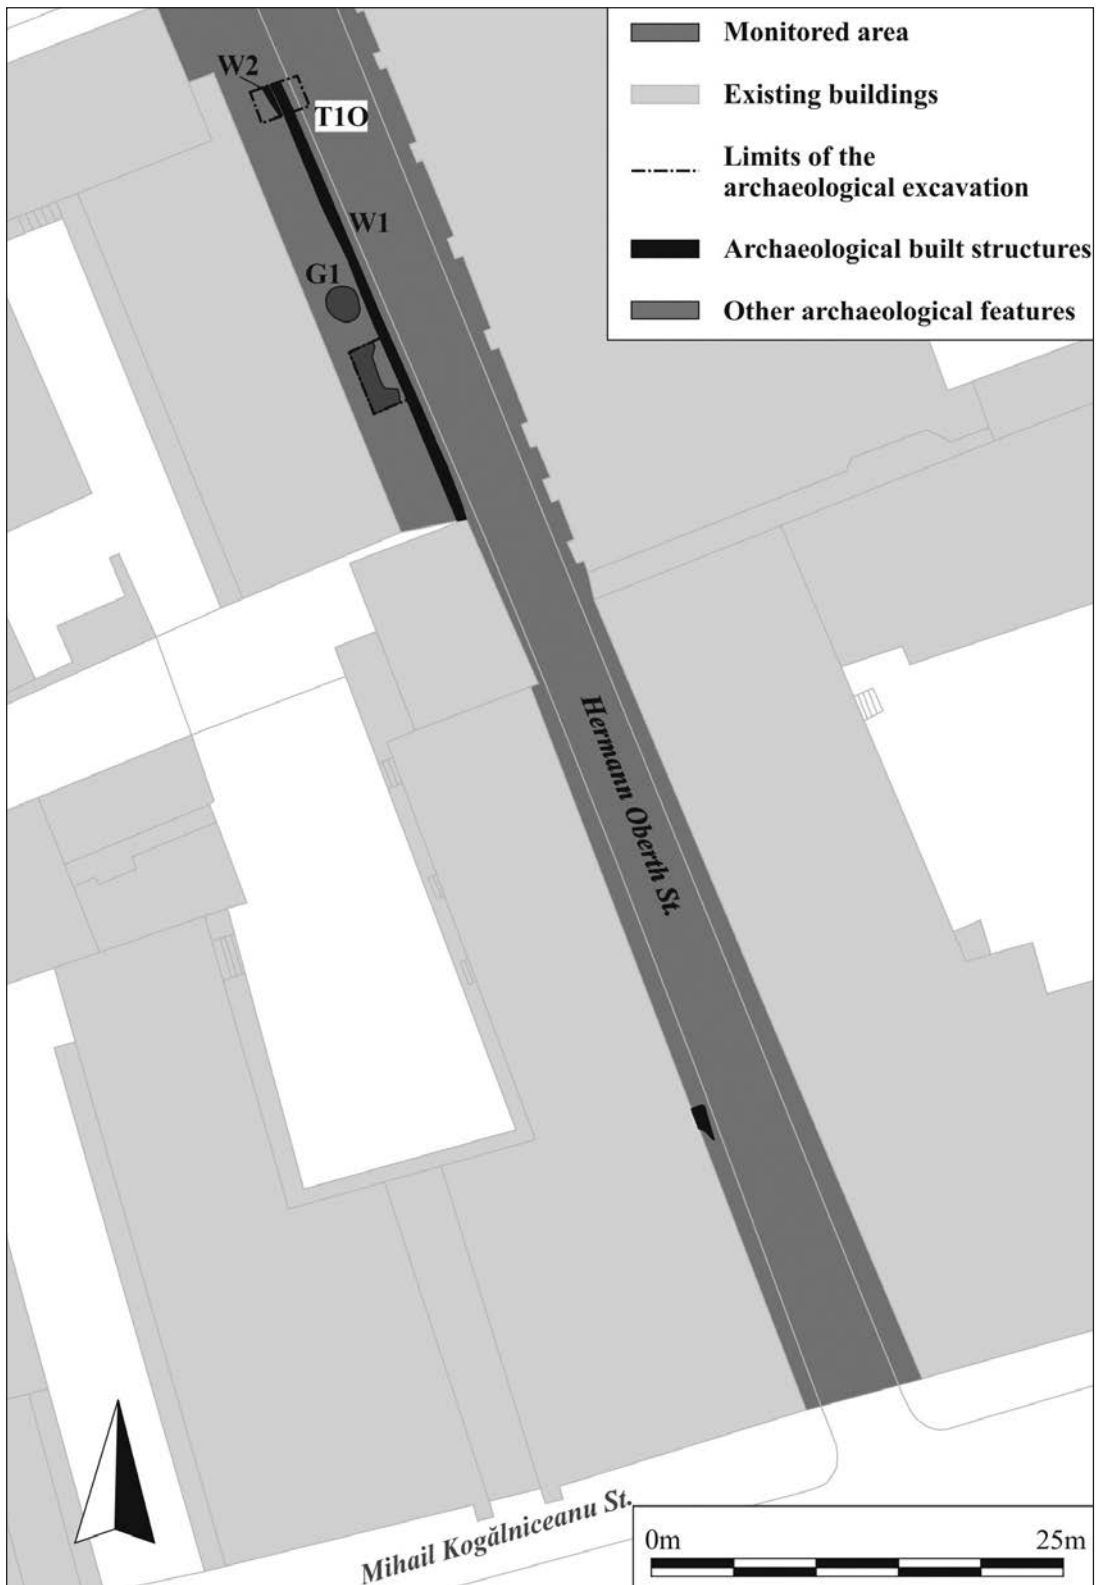 Monitored area
Existing buildings
Limits of the
archaeological excavation
Archaeological built structures
Other archaeological features
W2
T1O
W1
G1
Hermann Oberth St.
Mihail Kogălniceanu St.
0m 25m